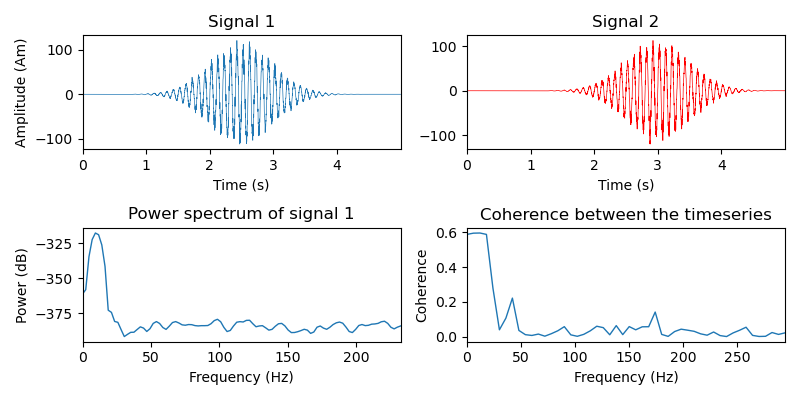 Signal 1
Signal 2
Amplitude (Am)
100
0
−100
0 1 2 3 4
Time (s)
100
0
−100
0 1 2 3 4
Time (s)
Power spectrum of signal 1
Coherence between the timeseries
Power (dB)
−325
−350
−375
0 50 100 150 200
Frequency (Hz)
Coherence
0.6
0.4
0.2
0.0
0 50 100 150 200 250
Frequency (Hz)